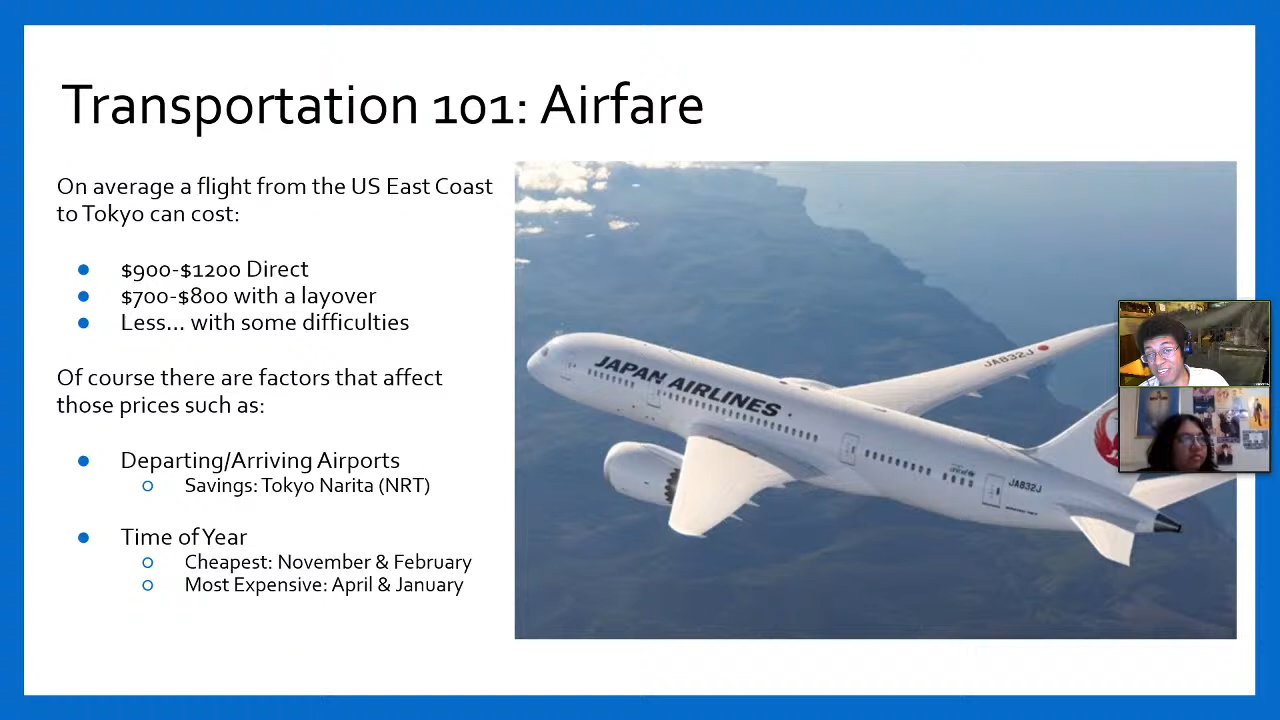 Transportation 101: Airfare
On average a flight from the US East Coast
to Tokyo can cost:
$900-$1200 Direct
$700-$800 with a layover
Less... with some difficulties
Of course there are factors that affect
those prices such as:
Departing/Arriving Airports
Savings: Tokyo Narita (NRT)
Time of Year
Cheapest: November & February
Most Expensive: April & January
JAPAN AIRLINES
JA832J
JA832J